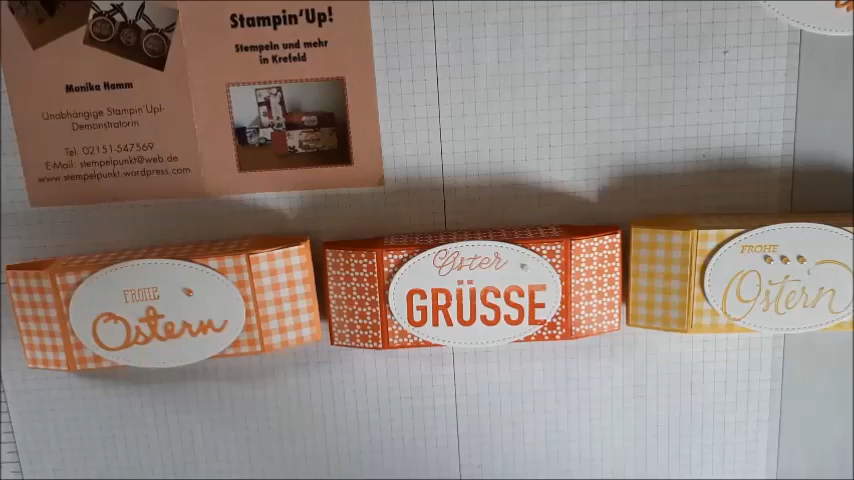 Stampin'Up!
Stempeln und mehr
in Krefeld
Monika Hamm
Unabhängige Stampin'Up!
Demonstratorin
Tel. 02151-547569
E-Mail: stempelpunkt@web.de
www.stempelpunkt.wordpress.com
FROHE
Ostern
Oster
GRÜSSE
FROHE
Ostern